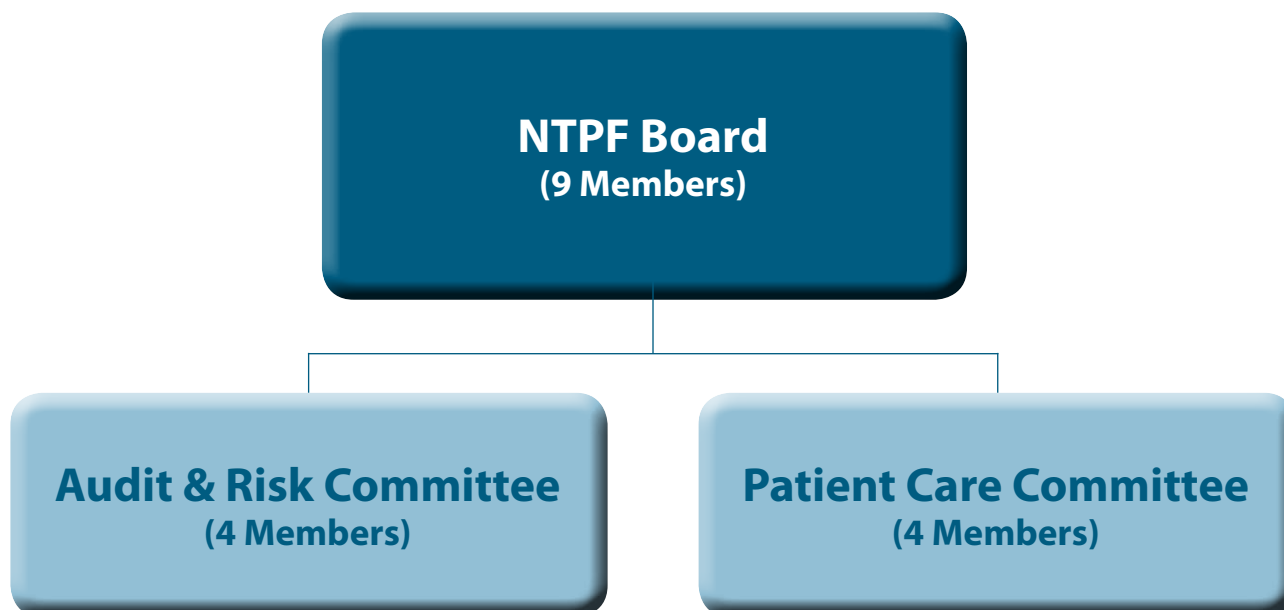 NTPF Board
(9 Members)
Audit & Risk Committee
(4 Members)
Patient Care Committee
(4 Members)